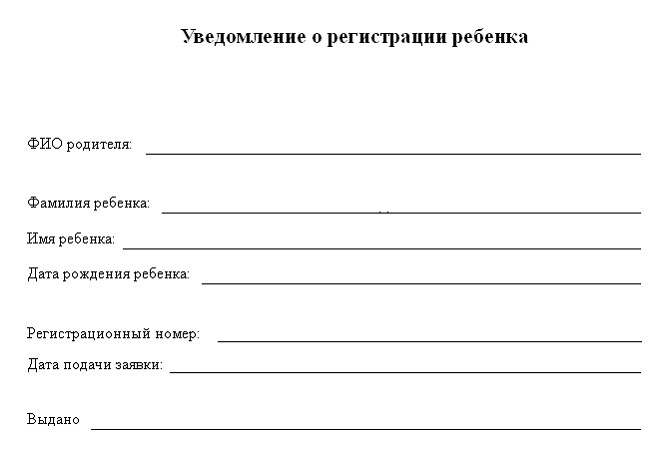 Уведомление о регистрации ребенка
ФИО родителя:
Фамилия ребенка:
Имя ребенка:
Дата рождения ребенка:
Регистрационный номер:
Дата подачи заявки:
Выдано